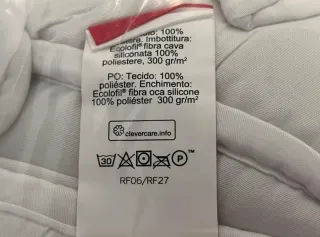 100%
Imbottitura:
Ecolofil® fibra cava
siliconata 100%
poliestere, 300 gr/m²
PO: Tecido: 100%
poliéster. Enchimento:
Ecolofil® fibra oca silicone
100% poliéster 300 gr/m²
clevercare.info
30 P™
RF06/RF27